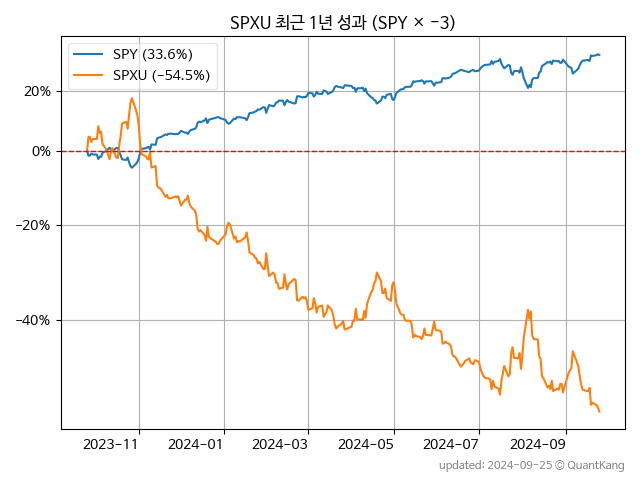 SPXU 최근 1년 성과 (SPY × −3)
SPY (33.6%)
SPXU (−54.5%)
20%
0%
−20%
−40%
2023-11
2024-01
2024-03
2024-05
2024-07
2024-09
updated: 2024-09-25 © QuantKang